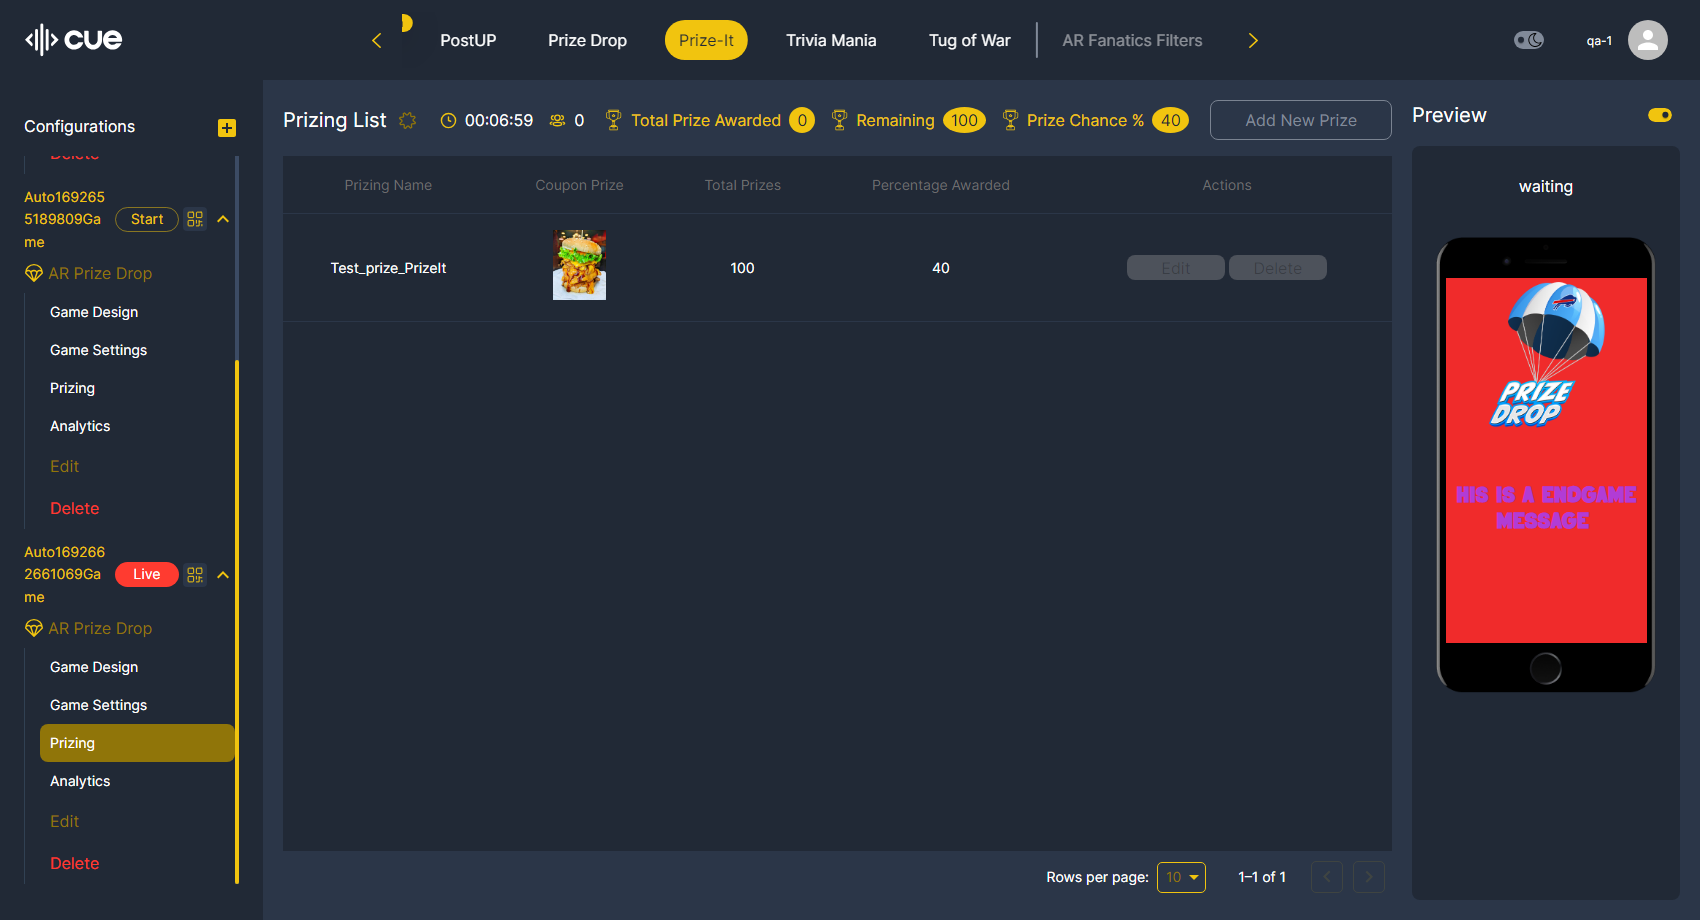 cue
PostUP
Prize Drop
Prize-It
Trivia Mania
Tug of War
AR Fanatics Filters
qa-1
Configurations
Delete
Auto169265
5189809Ga
me
Start
AR Prize Drop
Game Design
Game Settings
Prizing
Analytics
Edit
Delete
Auto169266
2661069Ga
me
Live
AR Prize Drop
Game Design
Game Settings
Prizing
Analytics
Edit
Delete
Prizing List
00:06:59
0
Total Prize Awarded 0
Remaining 100
Prize Chance % 40
Add New Prize
Prizing Name
Coupon Prize
Total Prizes
Percentage Awarded
Actions
Test_prize_PrizeIt
100
40
Edit
Delete
Rows per page: 10
1–1 of 1
Preview
waiting
PRIZE
DROP
HIS IS A ENDGAME
MESSAGE